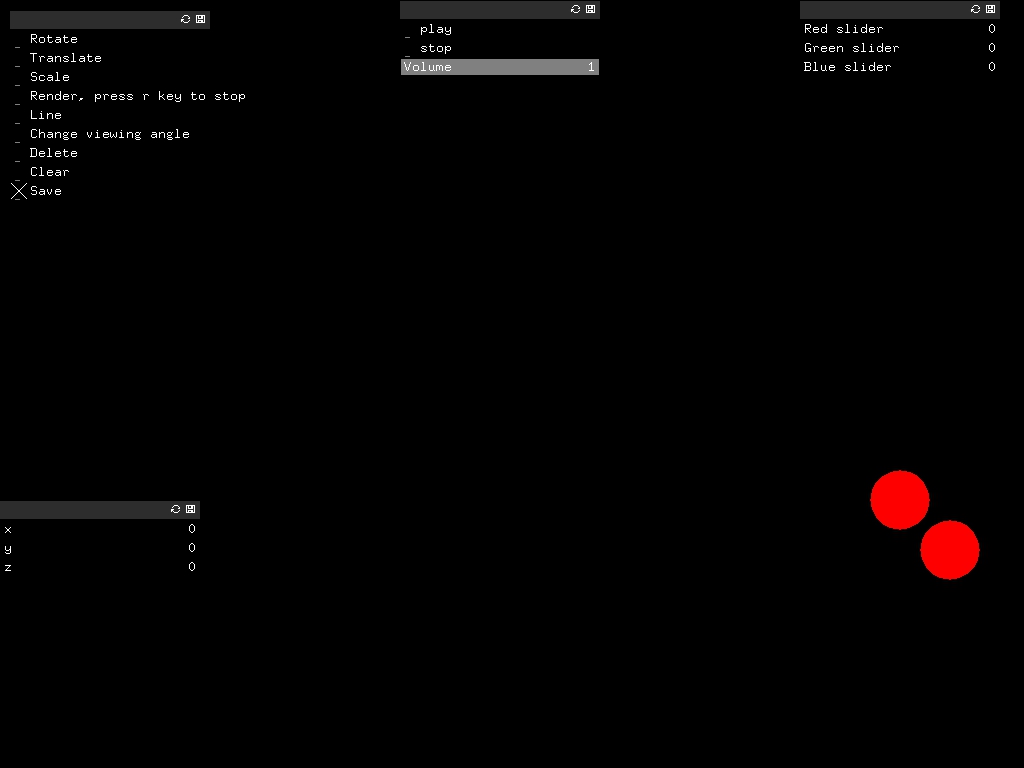 Rotate
Translate
Scale
Render, press r key to stop
Line
Change viewing angle
Delete
Clear
Save
play
stop
Volume 1
Red slider 0
Green slider 0
Blue slider 0
x 0
y 0
z 0